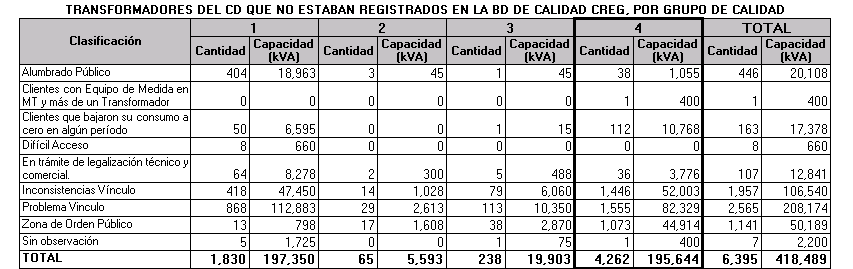 TRANSFORMADORES DEL CD QUE NO ESTABAN REGISTRADOS EN LA BD DE CALIDAD CREG, POR GRUPO DE CALIDAD
Clasificación 1 2 3 4 TOTAL
Cantidad Capacidad (kVA) Cantidad Capacidad (kVA) Cantidad Capacidad (kVA) Cantidad Capacidad (kVA) Cantidad Capacidad (kVA)
Alumbrado Público 404 18,963 3 45 1 45 38 1,055 446 20,108
Clientes con Equipo de Medida en
MT y más de un Transformador 0 0 0 0 0 0 1 400 1 400
Clientes que bajaron su consumo a
cero en algún período 50 6,595 0 0 1 15 112 10,768 163 17,378
Difícil Acceso 8 660 0 0 0 0 0 0 8 660
En trámite de legalización técnico y
comercial. 64 8,278 2 300 5 488 36 3,776 107 12,841
Inconsistencias Vínculo 418 47,450 14 1,028 79 6,060 1,446 52,003 1,957 106,540
Problema Vinculo 868 112,883 29 2,613 113 10,350 1,555 82,329 2,565 208,174
Zona de Orden Público 13 798 17 1,608 38 2,870 1,073 44,914 1,141 50,189
Sin observación 5 1,725 0 0 1 75 1 400 7 2,200
TOTAL 1,830 197,350 65 5,593 238 19,903 4,262 195,644 6,395 418,489